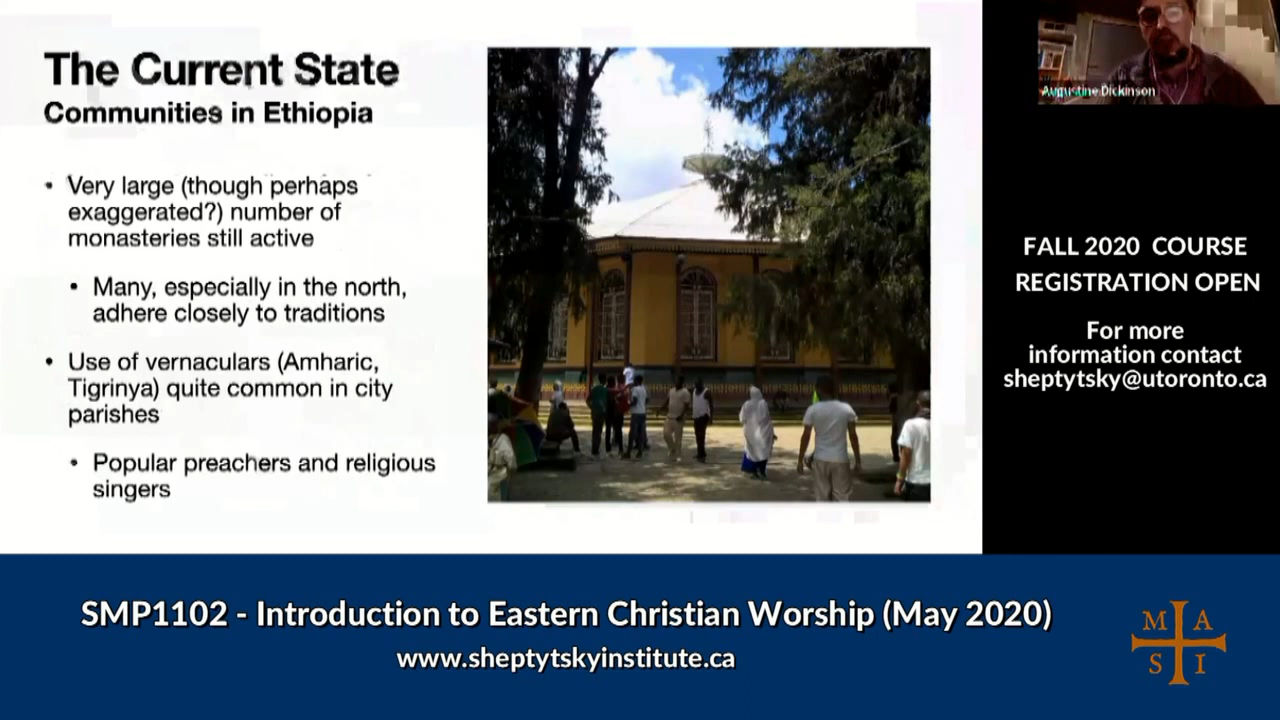 The Current State
Communities in Ethiopia
• Very large (though perhaps
exaggerated?) number of
monasteries still active
• Many, especially in the north,
adhere closely to traditions
• Use of vernaculars (Amharic,
Tigrinya) quite common in city
parishes
• Popular preachers and religious
singers
Augustine Dickinson
FALL 2020 COURSE
REGISTRATION OPEN
For more
information contact
sheptytsky@utoronto.ca
SMP1102 - Introduction to Eastern Christian Worship (May 2020)
www.sheptytskyinstitute.ca
M A
S I